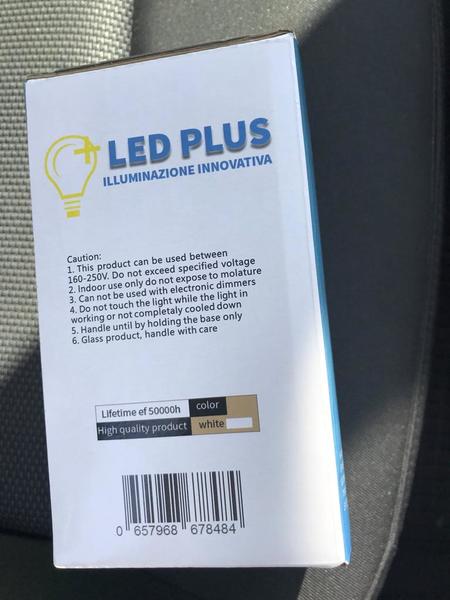 LED PLUS
ILLUMINAZIONE INNOVATIVA
Caution:
1. This product can be used between
160-250V. Do not exceed specified voltage
2. Indoor use only do not expose to molature
3. Can not be used with electronic dimmers
4. Do not touch the light while the light in
working or not completaly cooled down
5. Handle until by holding the base only
6. Glass product, handle with care
Lifetime ef 50000h color
High quality product white
0 657968 678484